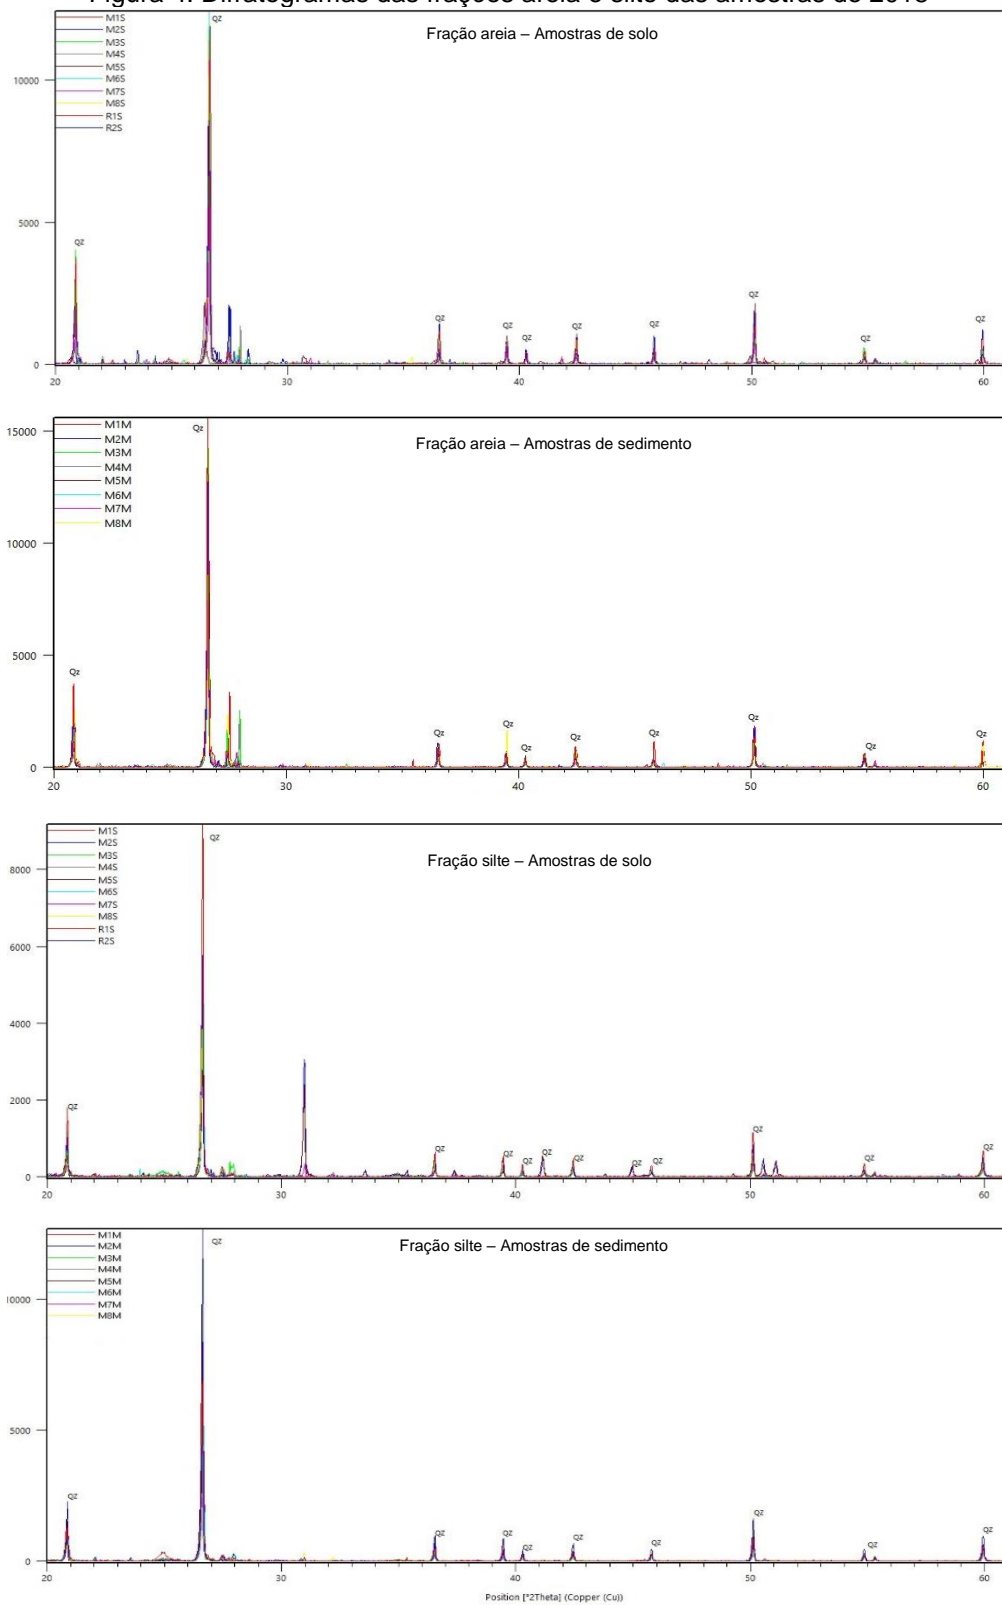 Figura 4. Difratogramas das frações areia e silte das amostras de 2018
Fração areia – Amostras de solo
M1S
M2S
M3S
M4S
M5S
M6S
M7S
M8S
R1S
R2S
QZ
QZ
QZ
QZ
QZ
QZ
QZ
QZ
QZ
QZ
10000
5000
0
20
30
40
50
60
Fração areia – Amostras de sedimento
M1M
M2M
M3M
M4M
M5M
M6M
M7M
M8M
Qz
Qz
Qz
Qz
Qz
Qz
Qz
Qz
Qz
Qz
15000
10000
5000
0
20
30
40
50
60
Fração silte – Amostras de solo
M1S
M2S
M3S
M4S
M5S
M6S
M7S
M8S
R1S
R2S
QZ
QZ
QZ
QZ
QZ
QZ
QZ
QZ
QZ
QZ
QZ
QZ
8000
6000
4000
2000
0
20
30
40
50
60
Fração silte – Amostras de sedimento
M1M
M2M
M3M
M4M
M5M
M6M
M7M
M8M
QZ
QZ
QZ
QZ
QZ
QZ
QZ
QZ
QZ
QZ
10000
5000
0
20
30
40
50
60
Position [°2Theta] (Copper (Cu))